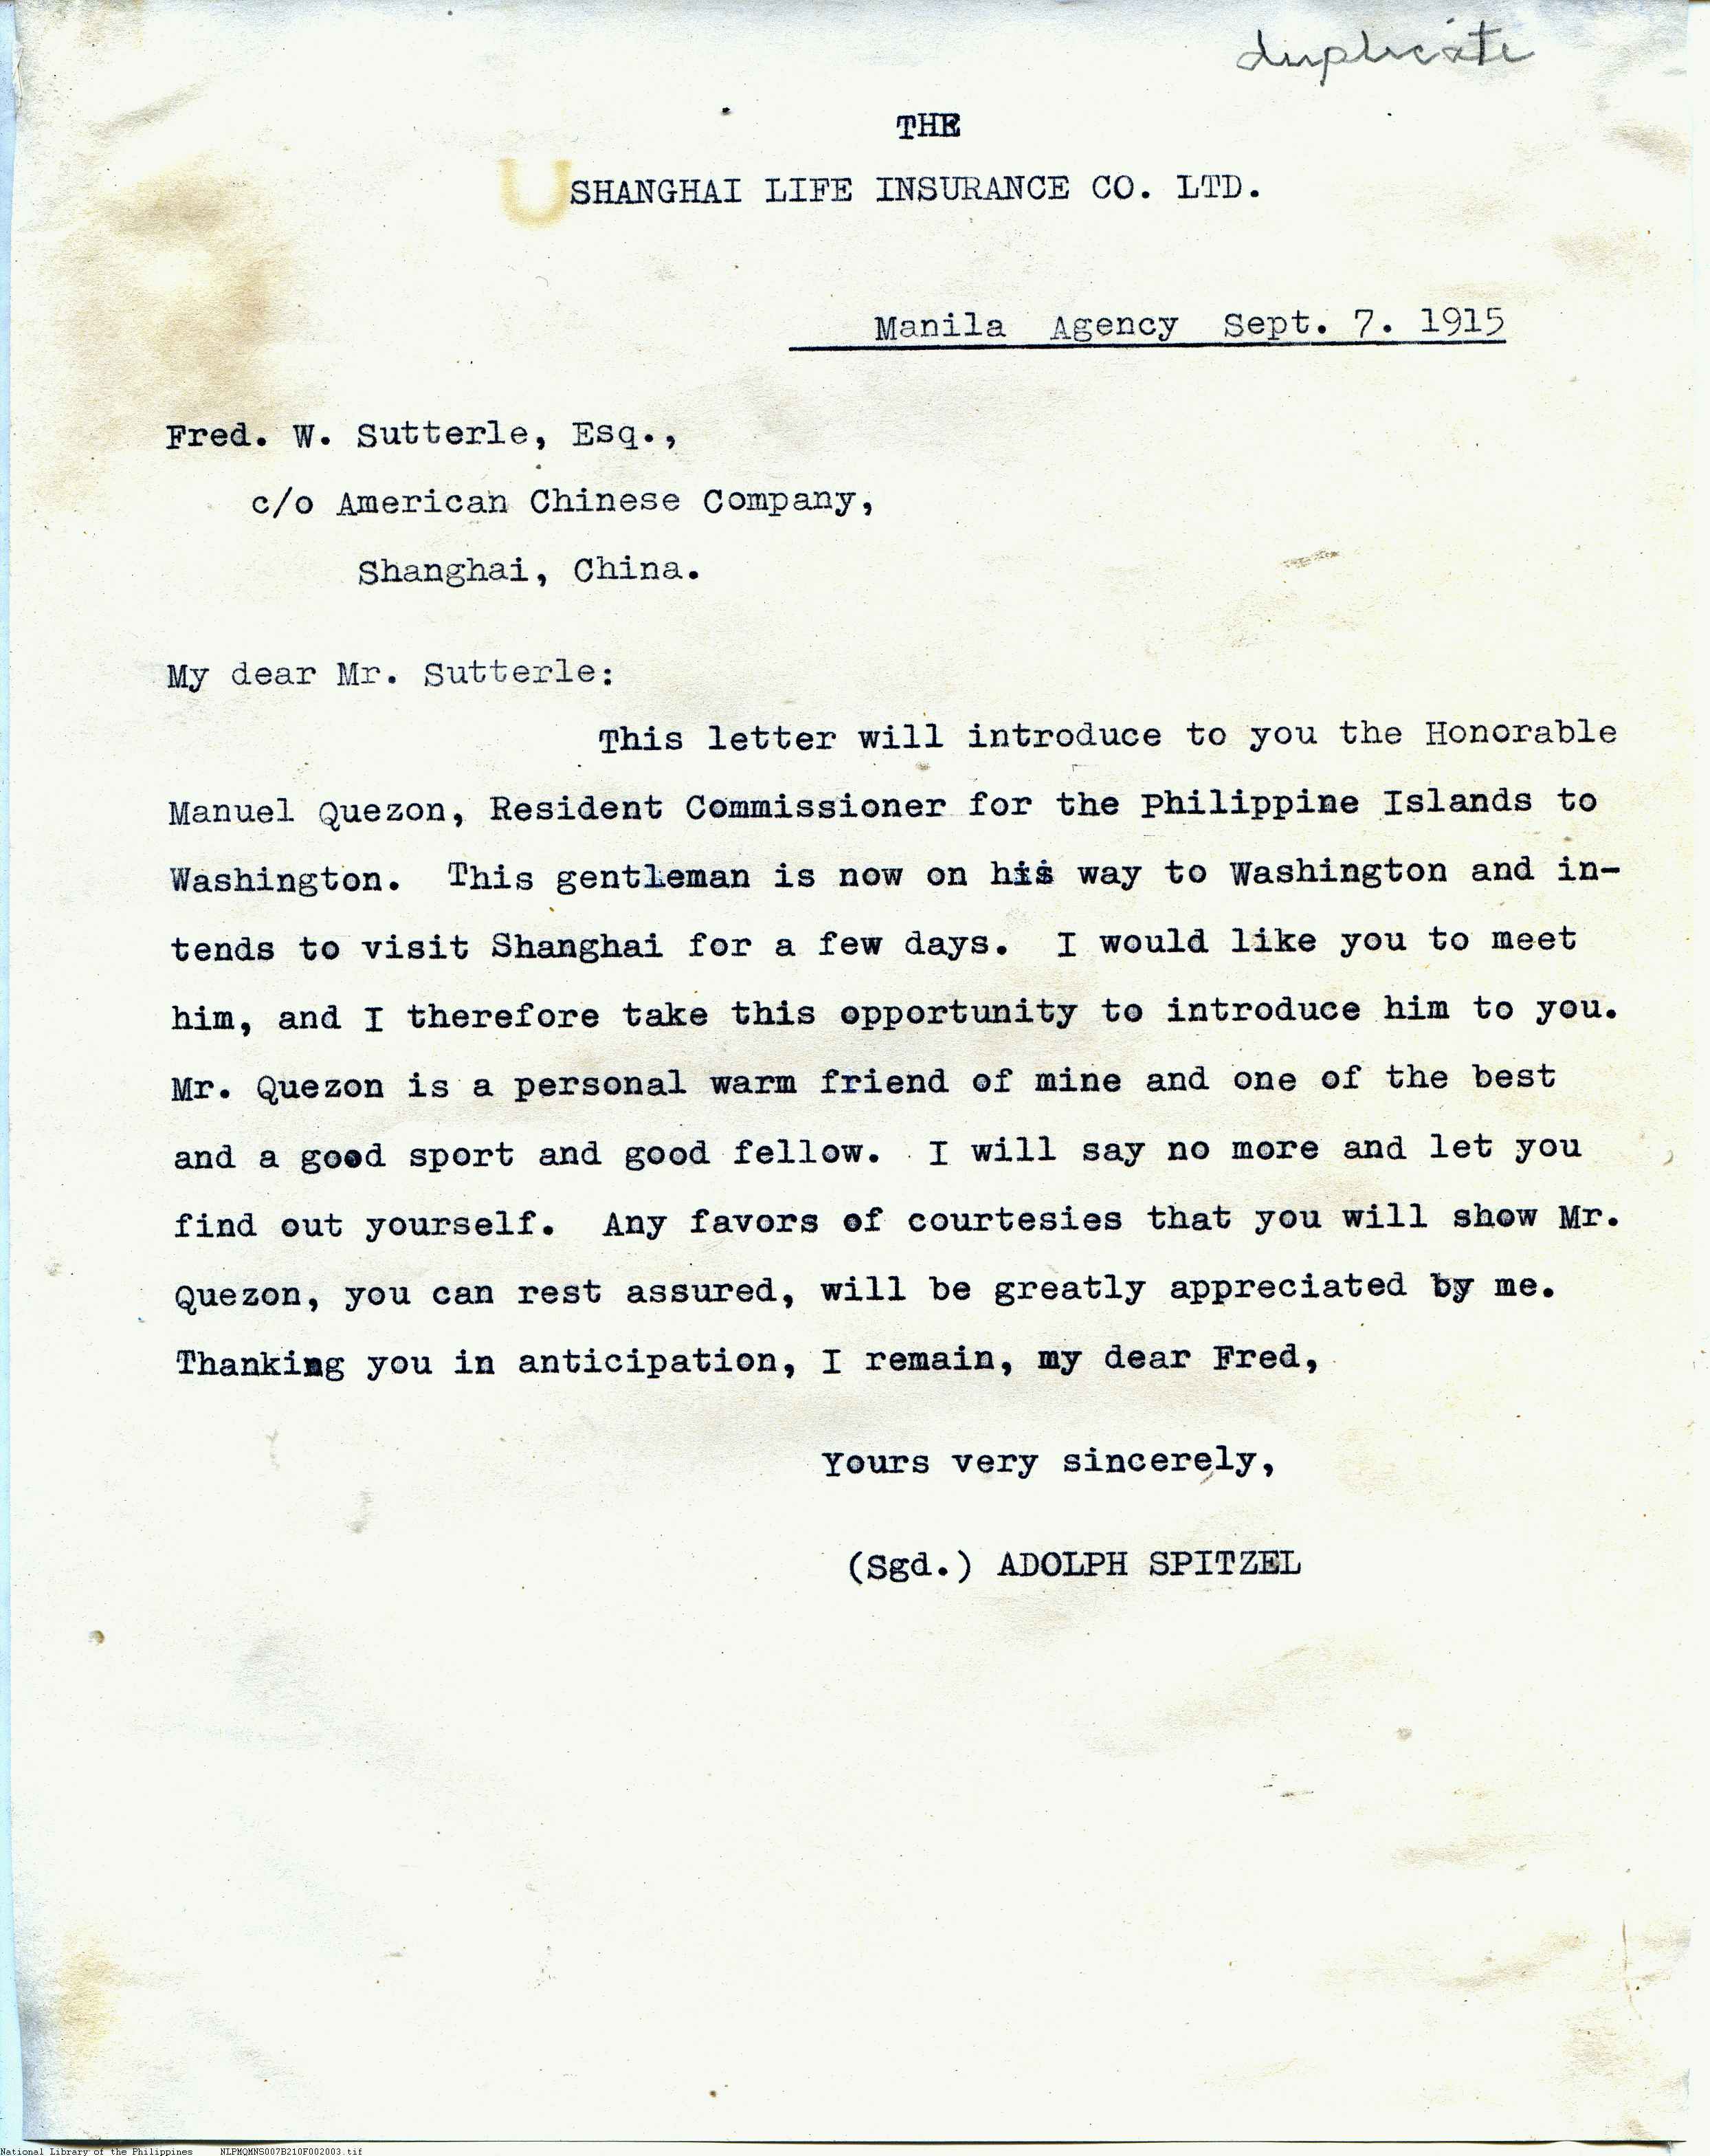 duplicate
THE
SHANGHAI LIFE INSURANCE CO. LTD.
Manila Agency Sept. 7. 1915
Fred. W. Sutterle, Esq.,
c/o American Chinese Company,
Shanghai, China.
My dear Mr. Sutterle:
This letter will introduce to you the Honorable
Manuel Quezon, Resident Commissioner for the Philippine Islands to
Washington. This gentleman is now on his way to Washington and in-
tends to visit Shanghai for a few days. I would like you to meet
him, and I therefore take this opportunity to introduce him to you.
Mr. Quezon is a personal warm friend of mine and one of the best
and a good sport and good fellow. I will say no more and let you
find out yourself. Any favors of courtesies that you will show Mr.
Quezon, you can rest assured, will be greatly appreciated by me.
Thanking you in anticipation, I remain, my dear Fred,
Yours very sincerely,
(Sgd.) ADOLPH SPITZEL
National Library of the Philippines NLPMQMNS007B210F002003.tif